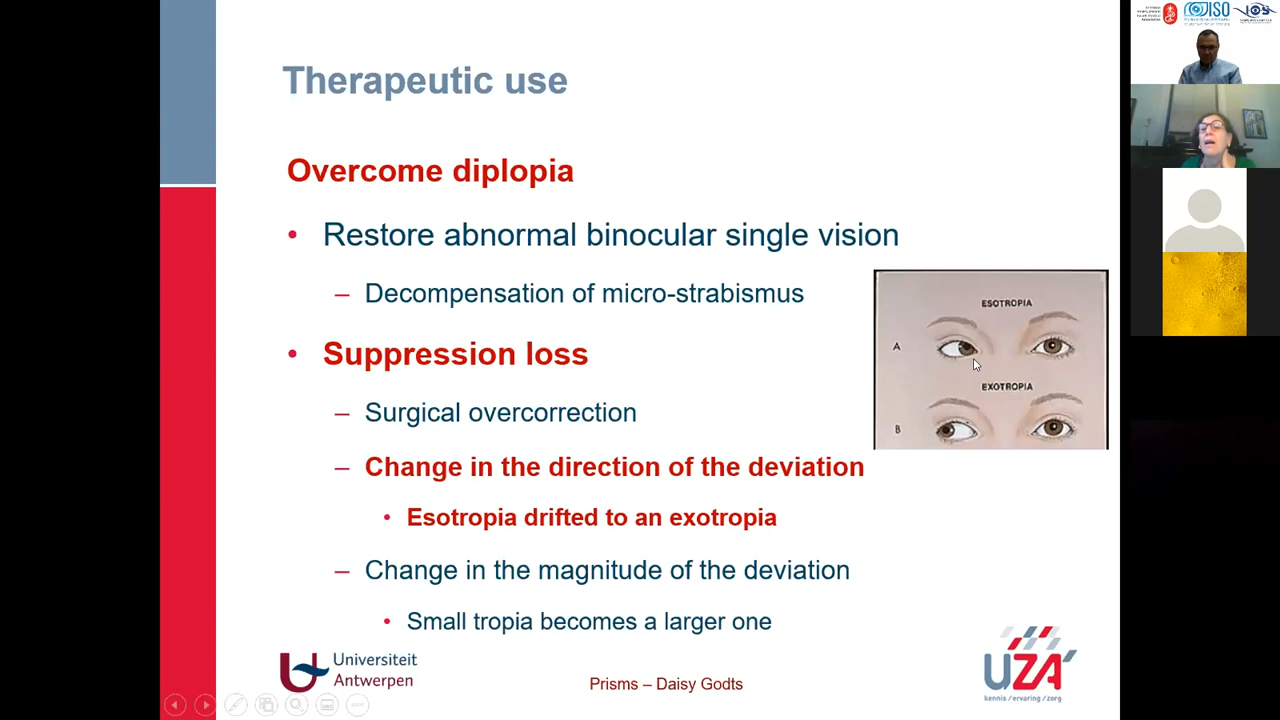 Therapeutic use
Overcome diplopia
• Restore abnormal binocular single vision
– Decompensation of micro-strabismus
• Suppression loss
– Surgical overcorrection
– Change in the direction of the deviation
• Esotropia drifted to an exotropia
– Change in the magnitude of the deviation
• Small tropia becomes a larger one
ESOTROPIA
A
EXOTROPIA
B
Universiteit
Antwerpen
Prisms – Daisy Godts
UZA
kennis / ervaring / zorg
ISO
IOS